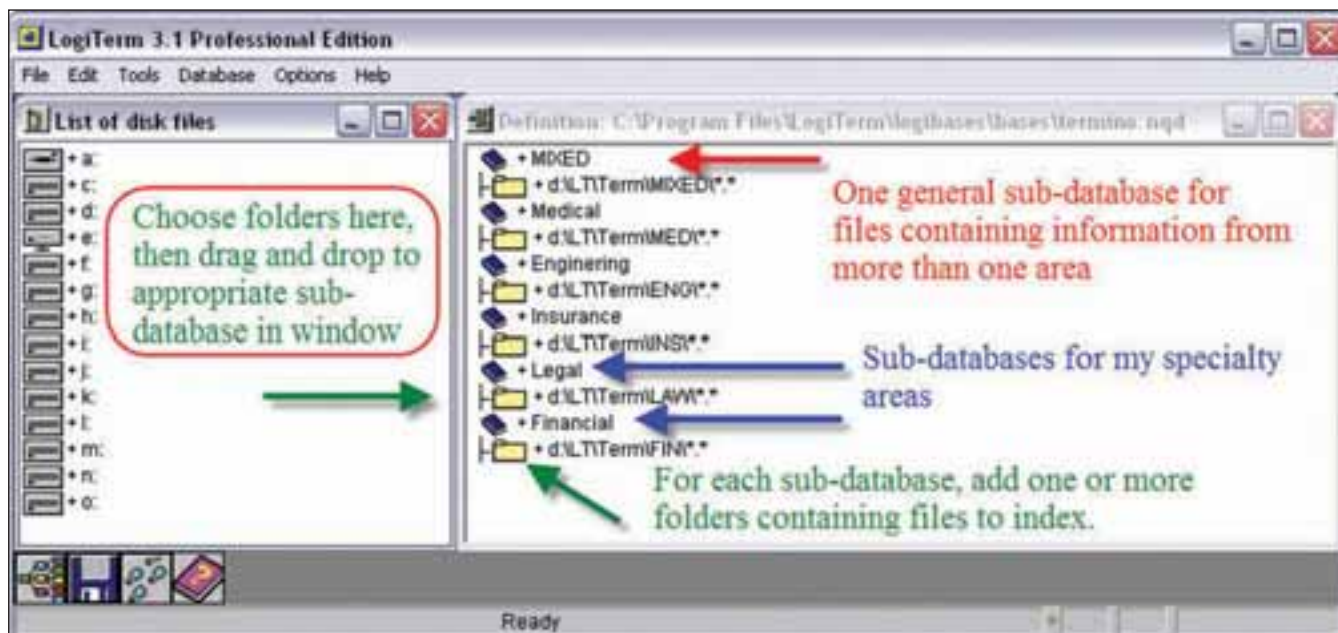 LogiTerm 3.1 Professional Edition
File Edit Tools Database Options Help
List of disk files
+ a:
+ c:
+ d:
+ e:
+ f:
+ g:
+ h:
+ i:
+ j:
+ k:
+ l:
+ m:
+ n:
+ o:
Choose folders here,
then drag and drop to
appropriate sub-
database in window
Definition: C:\Program Files\LogiTerm\logibases\bases\termino.nqd
+ MIXED
+ d:\LT\Term\MIXED\*.*
+ Medical
+ d:\LT\Term\MED\*.*
+ Enginering
+ d:\LT\Term\ENG\*.*
+ Insurance
+ d:\LT\Term\INS\*.*
+ Legal
+ d:\LT\Term\LAW\*.*
+ Financial
+ d:\LT\Term\FIN\*.*
One general sub-database for
files containing information from
more than one area
Sub-databases for my specialty
areas
For each sub-database, add one or more
folders containing files to index.
Ready